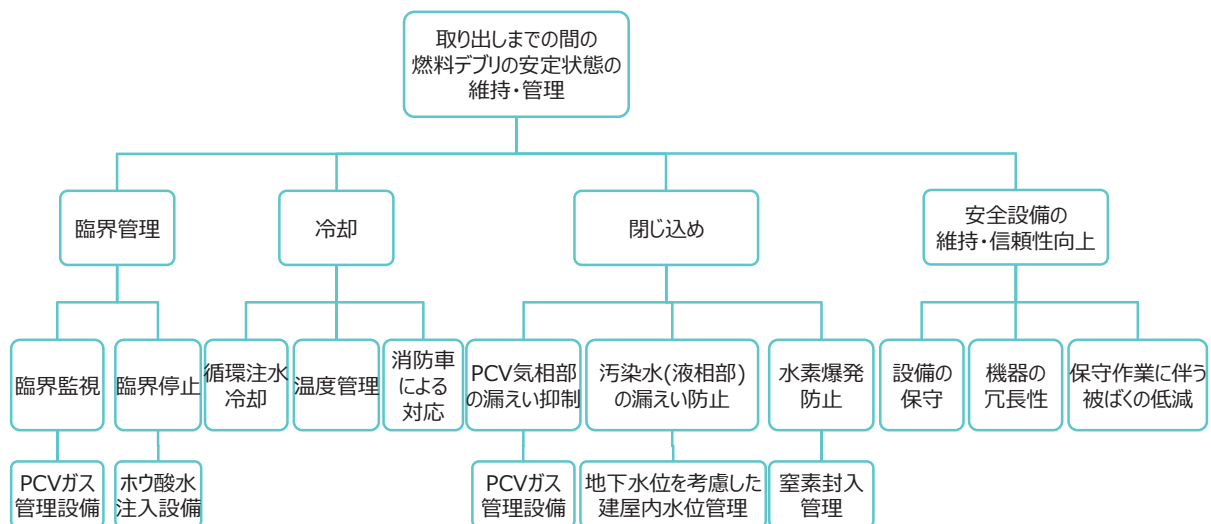 取り出しまでの間の
燃料デブリの安定状態の
維持・管理
臨界管理
冷却
閉じ込め
安全設備の
維持・信頼性向上
臨界監視
臨界停止
循環注水
冷却
温度管理
消防車
による
対応
PCV気相部
の漏えい抑制
汚染水(液相部)
の漏えい防止
水素爆発
防止
設備の
保守
機器の
冗長性
保守作業に伴う
被ばくの低減
PCVガス
管理設備
ホウ酸水
注入設備
PCVガス
管理設備
地下水位を考慮した
建屋内水位管理
窒素封入
管理